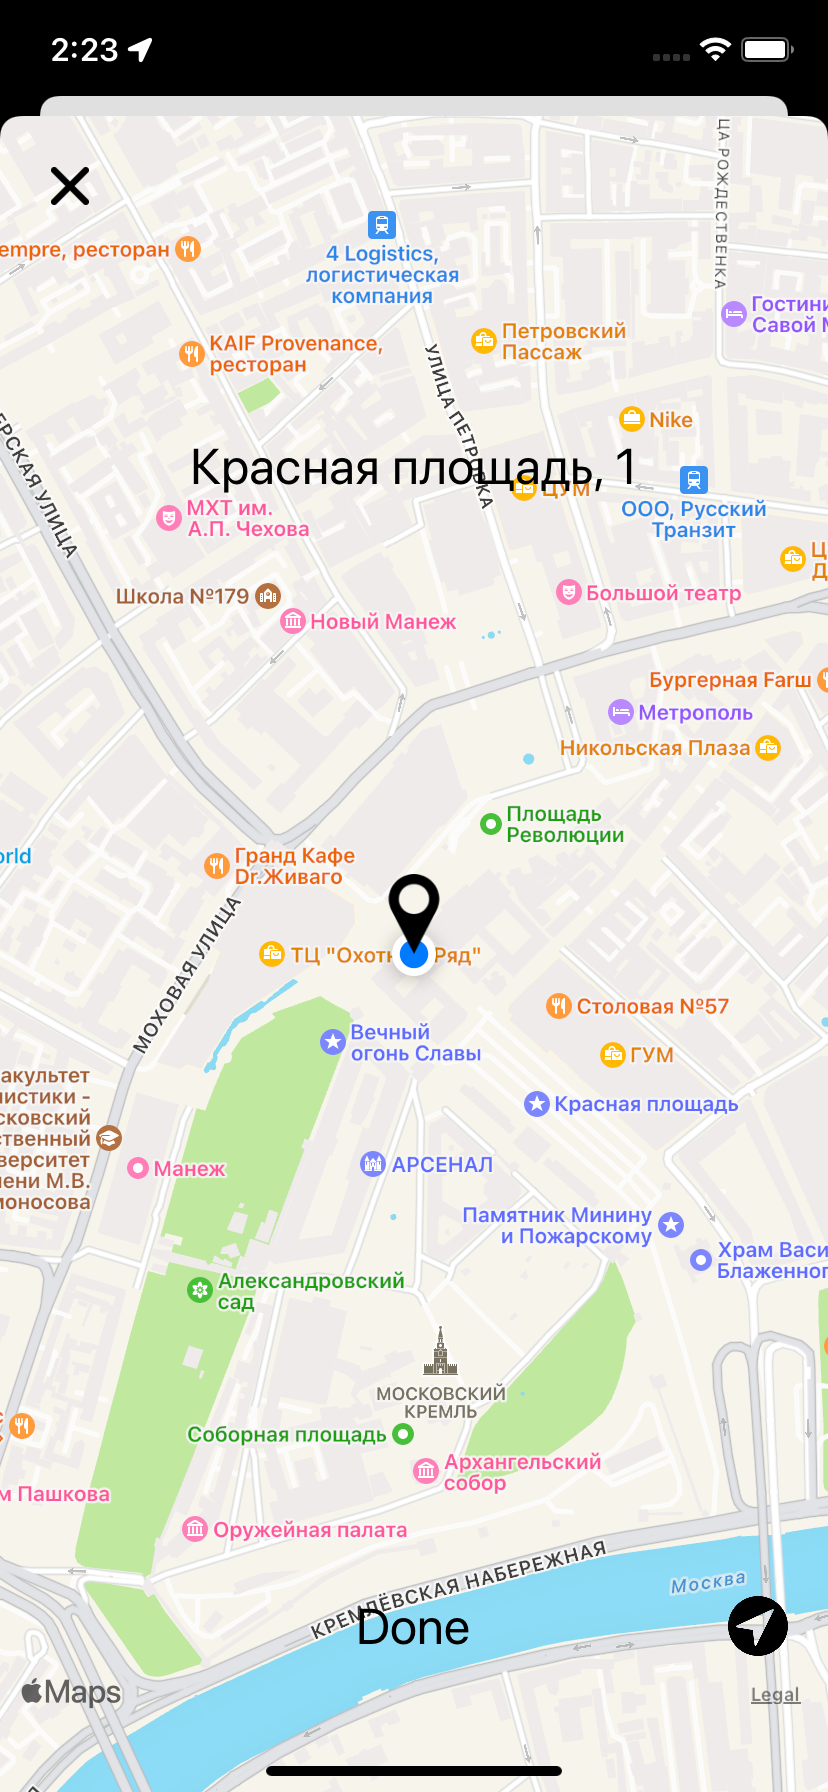 2:23
ЦА РОЖДЕСТВЕНКА
empre, ресторан
4 Logistics,
логистическая
компания
Гостини
Савой М
Петровский
Пассаж
KAIF Provenance,
ресторан
УЛИЦА ПЕТРОВКА
Nike
ЕРСКАЯ УЛИЦА
Красная площадь, 1
ЦУМ
МХТ им.
А.П. Чехова
ООО, Русский
Транзит
Ц
Д
Школа №179
Большой театр
Новый Манеж
Бургерная Farш
Метрополь
Никольская Плаза
Площадь
Революции
orld
Гранд Кафе
Dr.Живаго
МОХОВАЯ УЛИЦА
ТЦ "Охотн Ряд"
Столовая №57
Вечный
огонь Славы
ГУМ
акультет
истики -
сковский
ственный
верситет
ени М.В.
моносова
Красная площадь
Манеж
АРСЕНАЛ
Памятник Минину
и Пожарскому
Храм Васи
Блаженног
Александровский
сад
МОСКОВСКИЙ
КРЕМЛЬ
Соборная площадь
Архангельский
собор
м Пашкова
Оружейная палата
КРЕМЛЁВСКАЯ НАБЕРЕЖНАЯ
Москва
Done
Maps
Legal